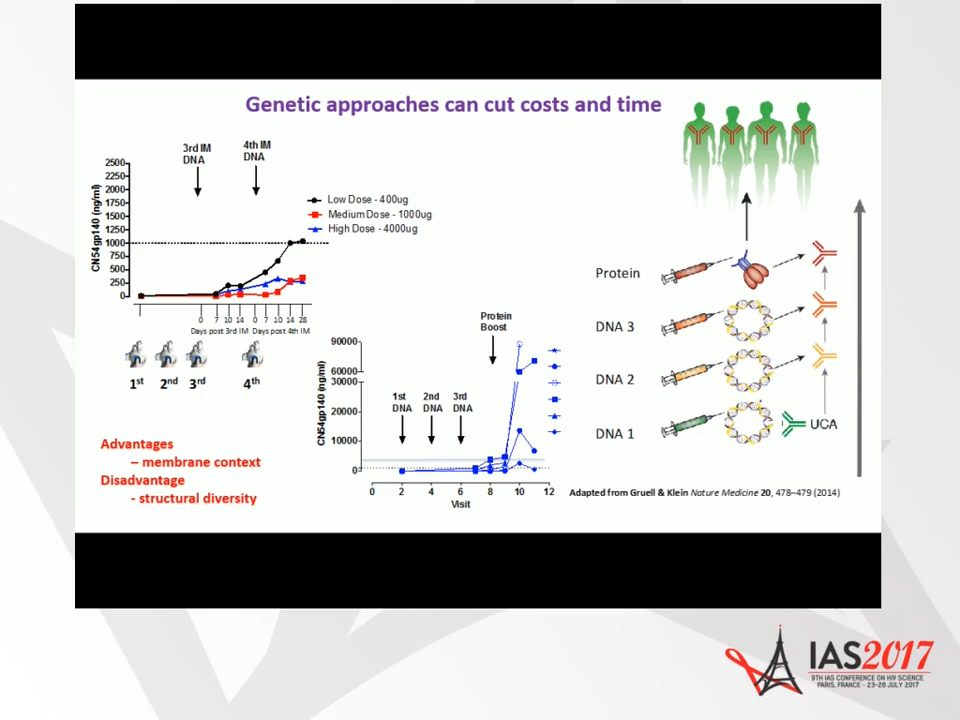 Genetic approaches can cut costs and time
3rd IM
DNA
4th IM
DNA
CN54gp140 (ng/ml)
2500
2250
2000
1750
1500
1250
1000
750
500
250
0
Low Dose - 400ug
Medium Dose - 1000ug
High Dose - 4000ug
0 7 10 14 0 7 10 14 28
Days post 3rd IM Days post 4th IM
1st 2nd 3rd 4th
Advantages
– membrane context
Disadvantage
- structural diversity
Protein
Boost
CN54gp140 (ng/ml)
90000
60000
30000
20000
10000
0
1st
DNA
2nd
DNA
3rd
DNA
0 2 4 6 8 10 12
Visit
Protein
DNA 3
DNA 2
DNA 1
UCA
Adapted from Gruell & Klein Nature Medicine 20, 478–479 (2014)
IAS2017
9TH IAS CONFERENCE ON HIV SCIENCE
PARIS, FRANCE - 23-26 JULY 2017